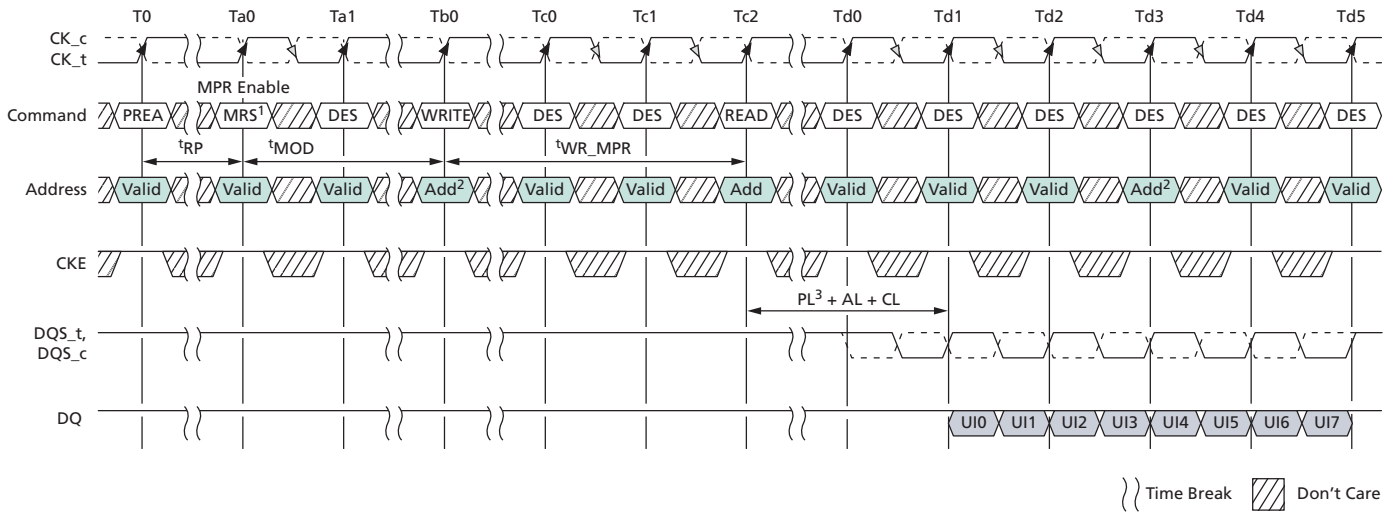 T0 Ta0 Ta1 Tb0 Tc0 Tc1 Tc2 Td0 Td1 Td2 Td3 Td4 Td5
CK_c
CK_t
MPR Enable
Command PREA MRS¹ DES WRITE DES DES READ DES DES DES DES DES DES
tRP tMOD tWR_MPR
Address Valid Valid Valid Add² Valid Valid Add Valid Valid Valid Add² Valid Valid
CKE
PL³ + AL + CL
DQS_t,
DQS_c
DQ UI0 UI1 UI2 UI3 UI4 UI5 UI6 UI7
Time Break Don't Care